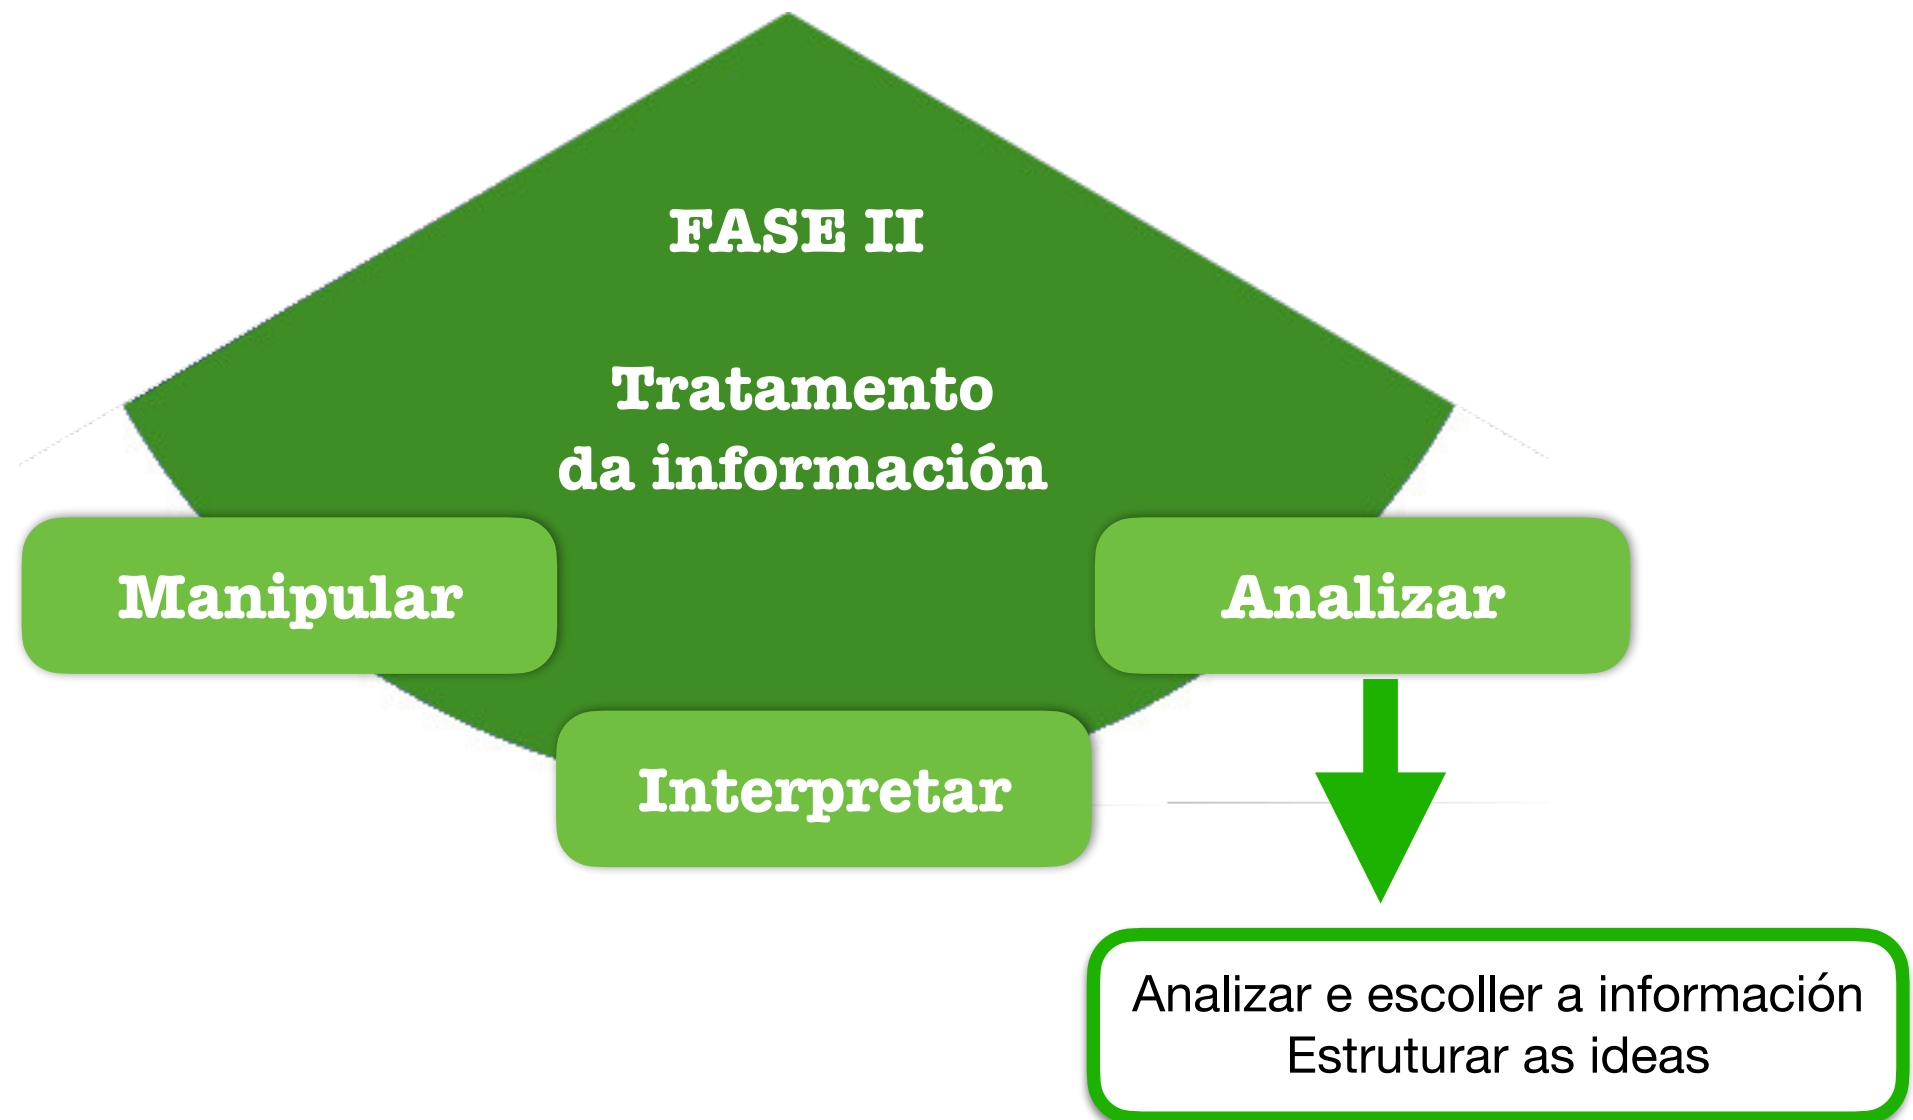 FASE II
Tratamento
da información
Manipular
Analizar
Interpretar
Analizar e escoller a información
Estruturar as ideas